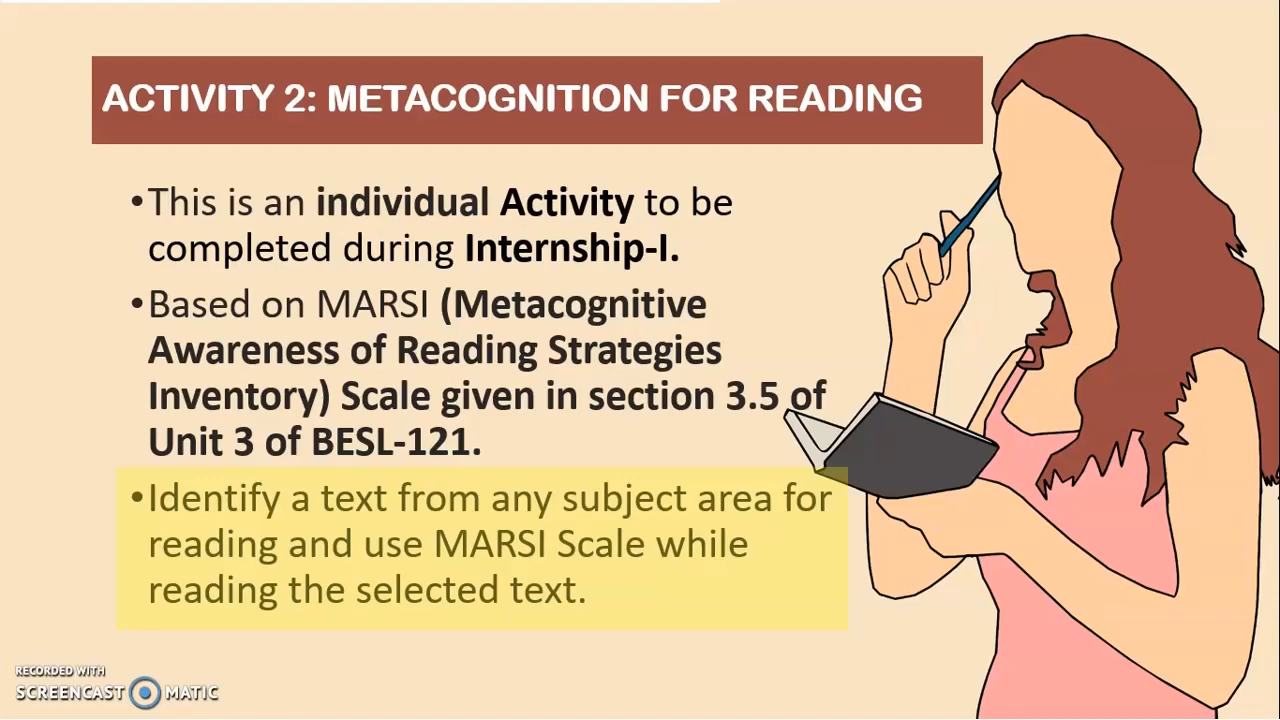 ACTIVITY 2: METACOGNITION FOR READING
•This is an individual Activity to be
completed during Internship-I.
•Based on MARSI (Metacognitive
Awareness of Reading Strategies
Inventory) Scale given in section 3.5 of
Unit 3 of BESL-121.
•Identify a text from any subject area for
reading and use MARSI Scale while
reading the selected text.
RECORDED WITH
SCREENCAST MATIC